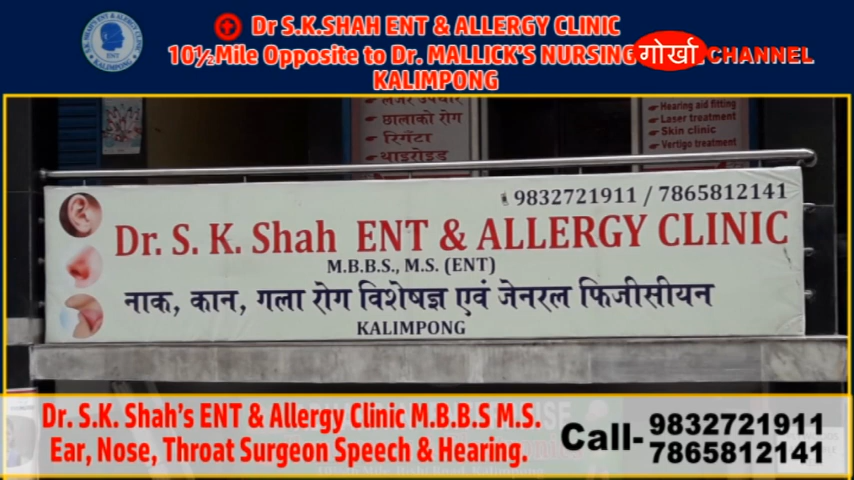 Dr S.K.SHAH ENT & ALLERGY CLINIC
10½Mile Opposite to Dr. MALLICK'S NURSING
गोर्खा CHANNEL
KALIMPONG
ENT
KALIMPONG
छालाको रोग
रिगँटा
थाइरोइड
Hearing aid fitting
Laser treatment
Skin clinic
Vertigo treatment
9832721911 / 7865812141
Dr. S. K. Shah ENT & ALLERGY CLINIC
M.B.B.S., M.S. (ENT)
नाक, कान, गला रोग विशेषज्ञ एवं जेनरल फिजीसीयन
KALIMPONG
Dr. S.K. Shah's ENT & Allergy Clinic M.B.B.S M.S.
Ear, Nose, Throat Surgeon Speech & Hearing.
Call- 9832721911
7865812141